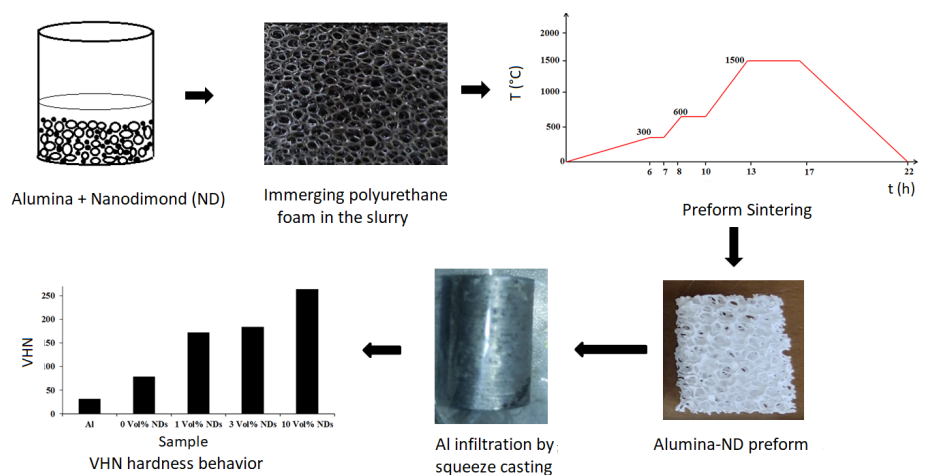 Alumina + Nanodimond (ND)
Immerging polyurethane
foam in the slurry
T (°C)
2000
1500
1000
500
0
300
600
1500
6 7 8 10 13 17 22
t (h)
Preform Sintering
Alumina-ND preform
Al infiltration by
squeeze casting
VHN
250
200
150
100
50
0
Al 0 Vol% NDs 1 Vol% NDs 3 Vol% NDs 10 Vol% NDs
Sample
VHN hardness behavior